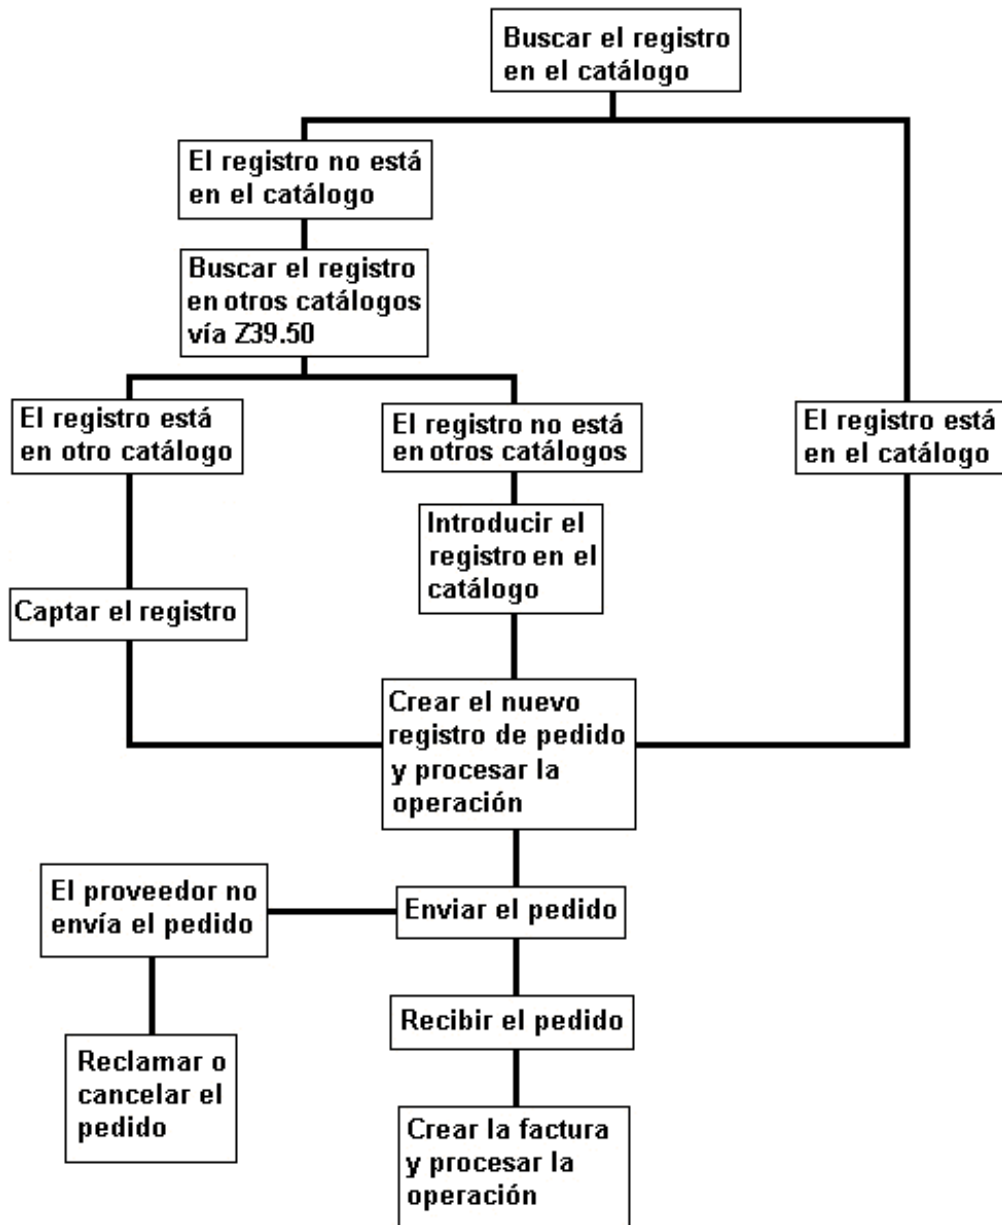 Buscar el registro
en el catálogo
El registro no está
en el catálogo
Buscar el registro
en otros catálogos
vía Z39.50
El registro está
en otro catálogo
El registro no está
en otros catálogos
El registro está
en el catálogo
Introducir el
registro en el
catálogo
Captar el registro
Crear el nuevo
registro de pedido
y procesar la
operación
El proveedor no
envía el pedido
Enviar el pedido
Recibir el pedido
Reclamar o
cancelar el
pedido
Crear la factura
y procesar la
operación